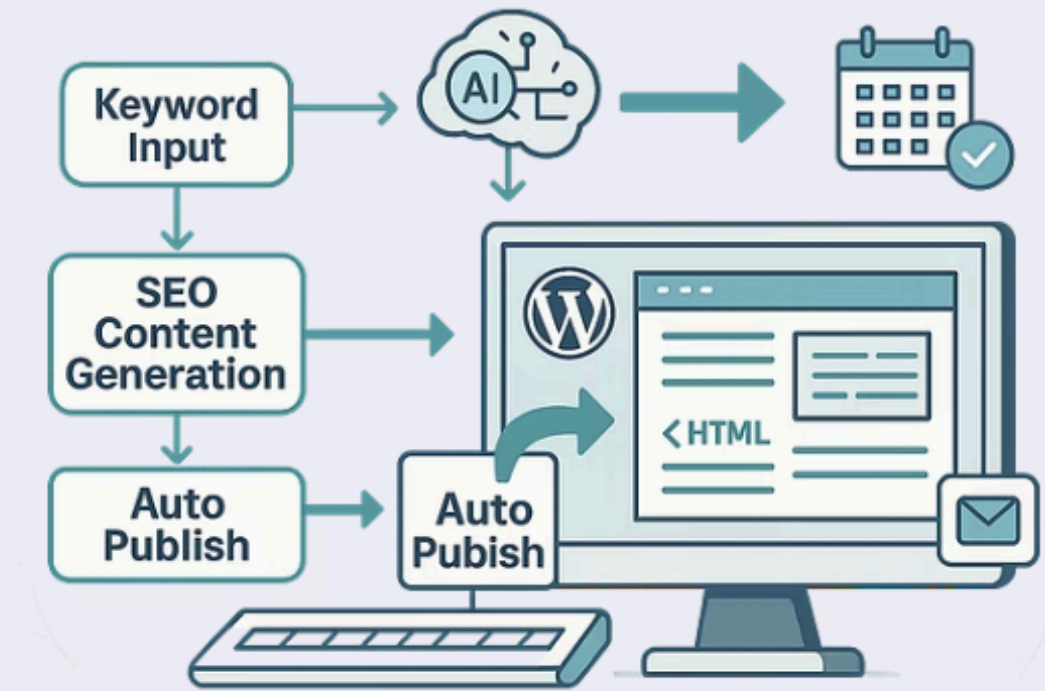 Keyword
Input
AI
SEO
Content
Generation
<HTML
Auto
Publish
Auto
Pubish